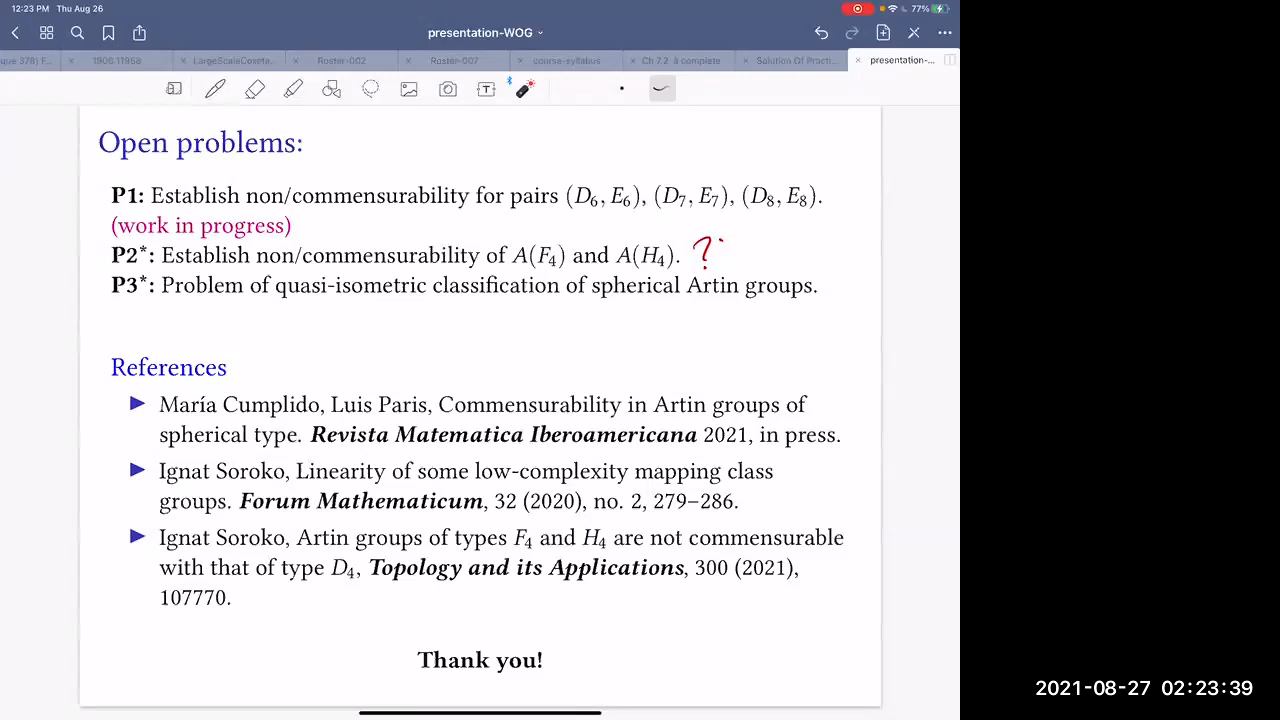 12:23 PM Thu Aug 26
77%
presentation-WOG
1906.11968
Roster-002
Roster-007
course-syllabus
Ch 7.2 à complete
Solution Of Practi...
presentation-...
T
Open problems:
P1: Establish non/commensurability for pairs (D₆, E₆), (D₇, E₇), (D₈, E₈).
(work in progress)
P2*: Establish non/commensurability of A(F₄) and A(H₄). ?
P3*: Problem of quasi-isometric classification of spherical Artin groups.
References
▶ María Cumplido, Luis Paris, Commensurability in Artin groups of
spherical type. Revista Matematica Iberoamericana 2021, in press.
▶ Ignat Soroko, Linearity of some low-complexity mapping class
groups. Forum Mathematicum, 32 (2020), no. 2, 279–286.
▶ Ignat Soroko, Artin groups of types F₄ and H₄ are not commensurable
with that of type D₄, Topology and its Applications, 300 (2021),
107770.
Thank you!
2021-08-27 02:23:39